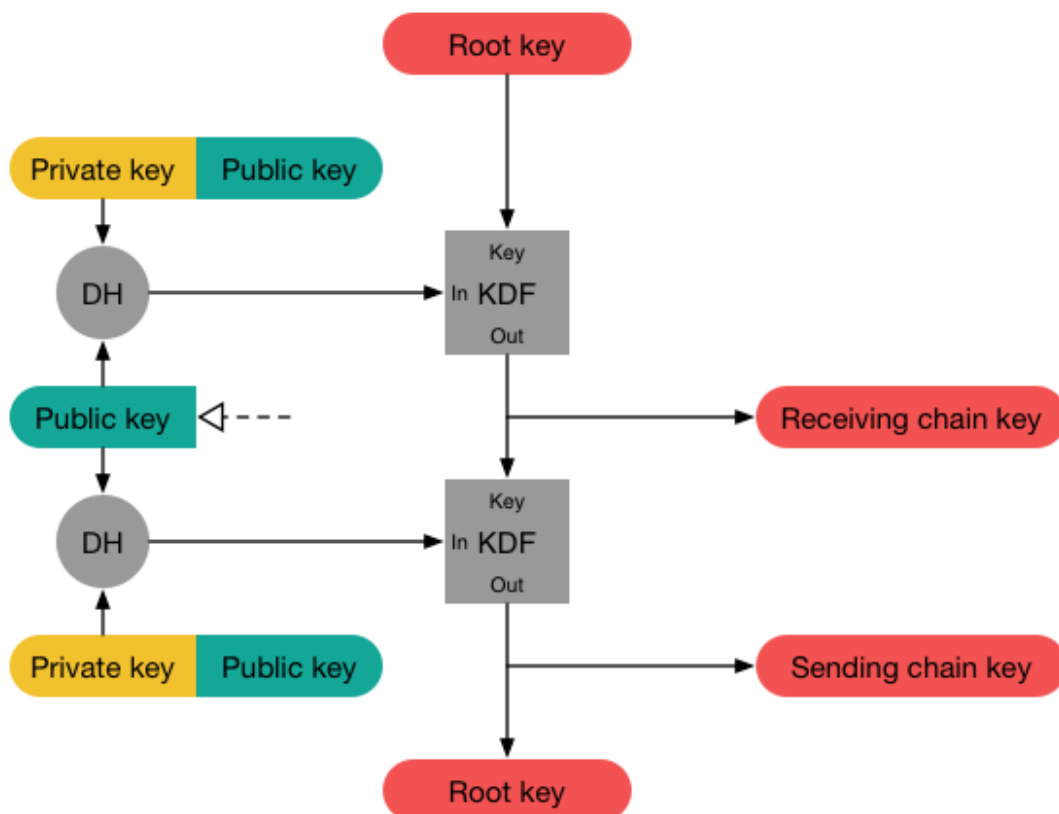 Root key
Private key Public key
Key
DH
In KDF
Out
Public key
Receiving chain key
Key
DH
In KDF
Out
Private key Public key
Sending chain key
Root key